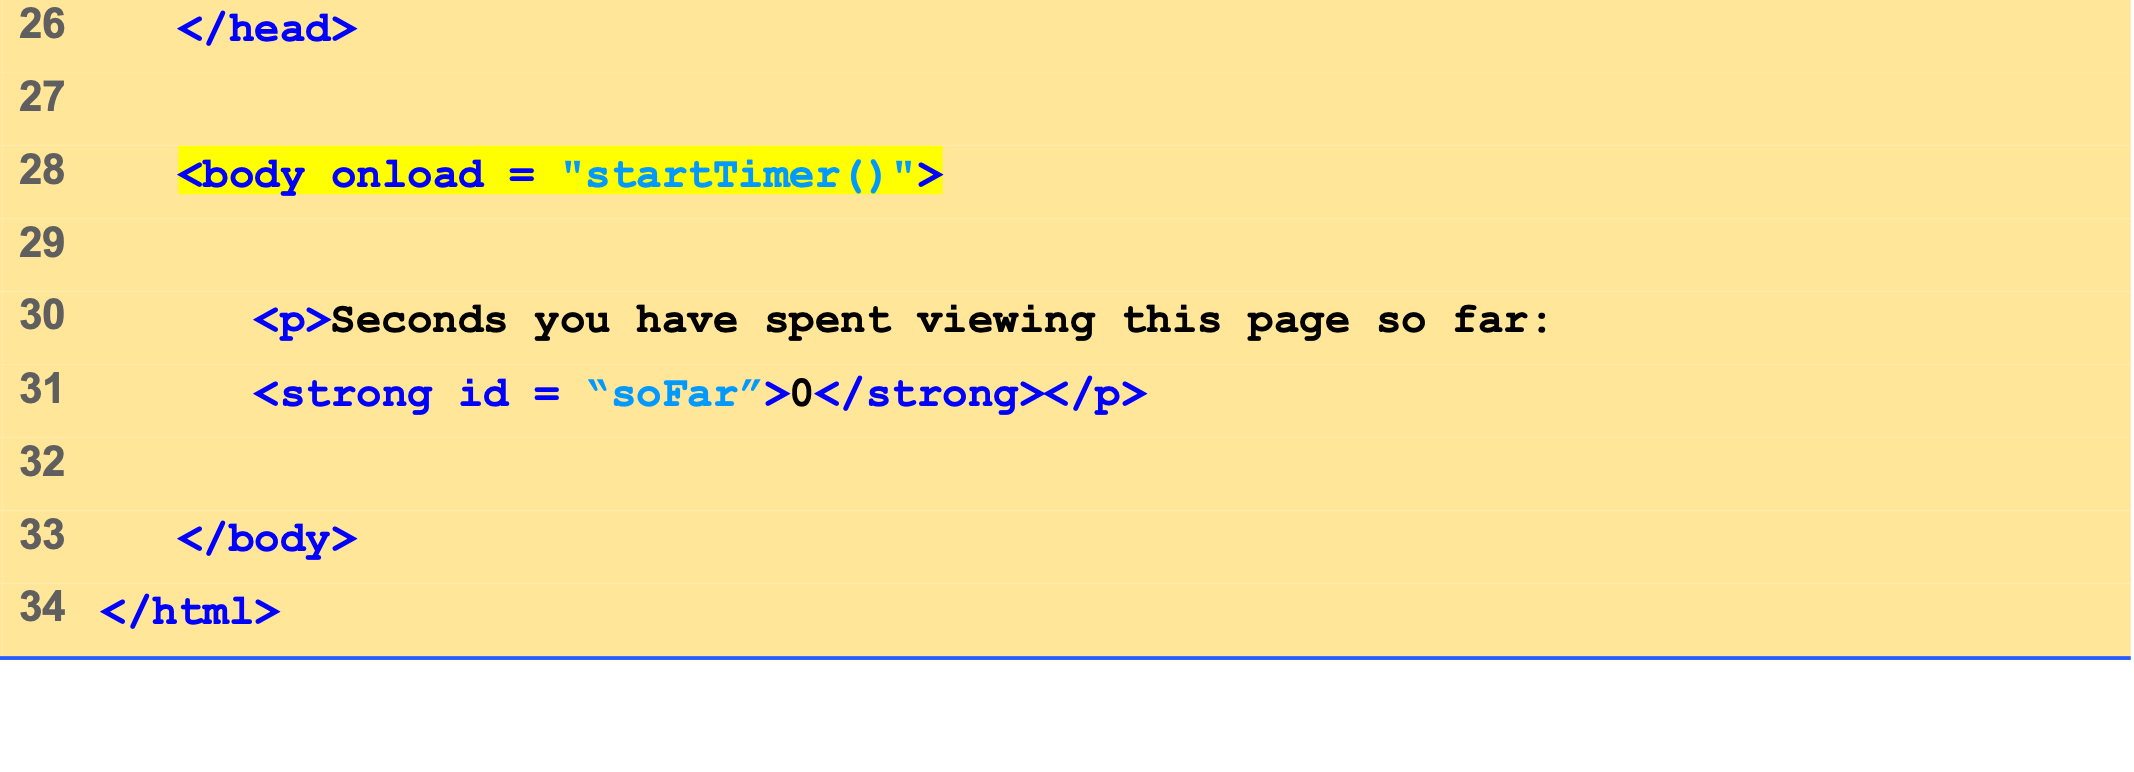 26 </head>
27
28 <body onload = "startTimer()">
29
30 <p>Seconds you have spent viewing this page so far:
31 <strong id = “soFar”>0</strong></p>
32
33 </body>
34 </html>